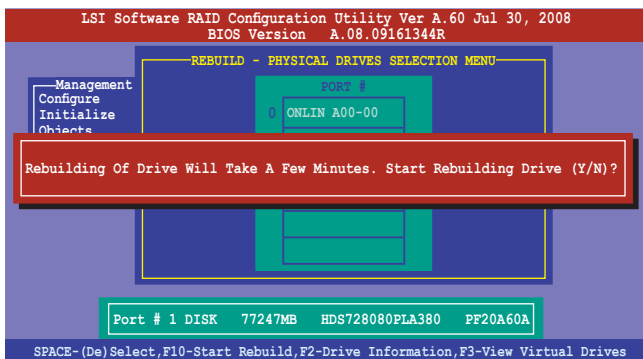 LSI Software RAID Configuration Utility Ver A.60 Jul 30, 2008
BIOS Version A.08.09161344R
REBUILD - PHYSICAL DRIVES SELECTION MENU
Management
PORT #
Configure
Initialize
0 ONLIN A00-00
Objects
Rebuilding Of Drive Will Take A Few Minutes. Start Rebuilding Drive (Y/N)?
Port # 1 DISK 77247MB HDS728080PLA380 PF20A60A
SPACE-(De)Select,F10-Start Rebuild,F2-Drive Information,F3-View Virtual Drives